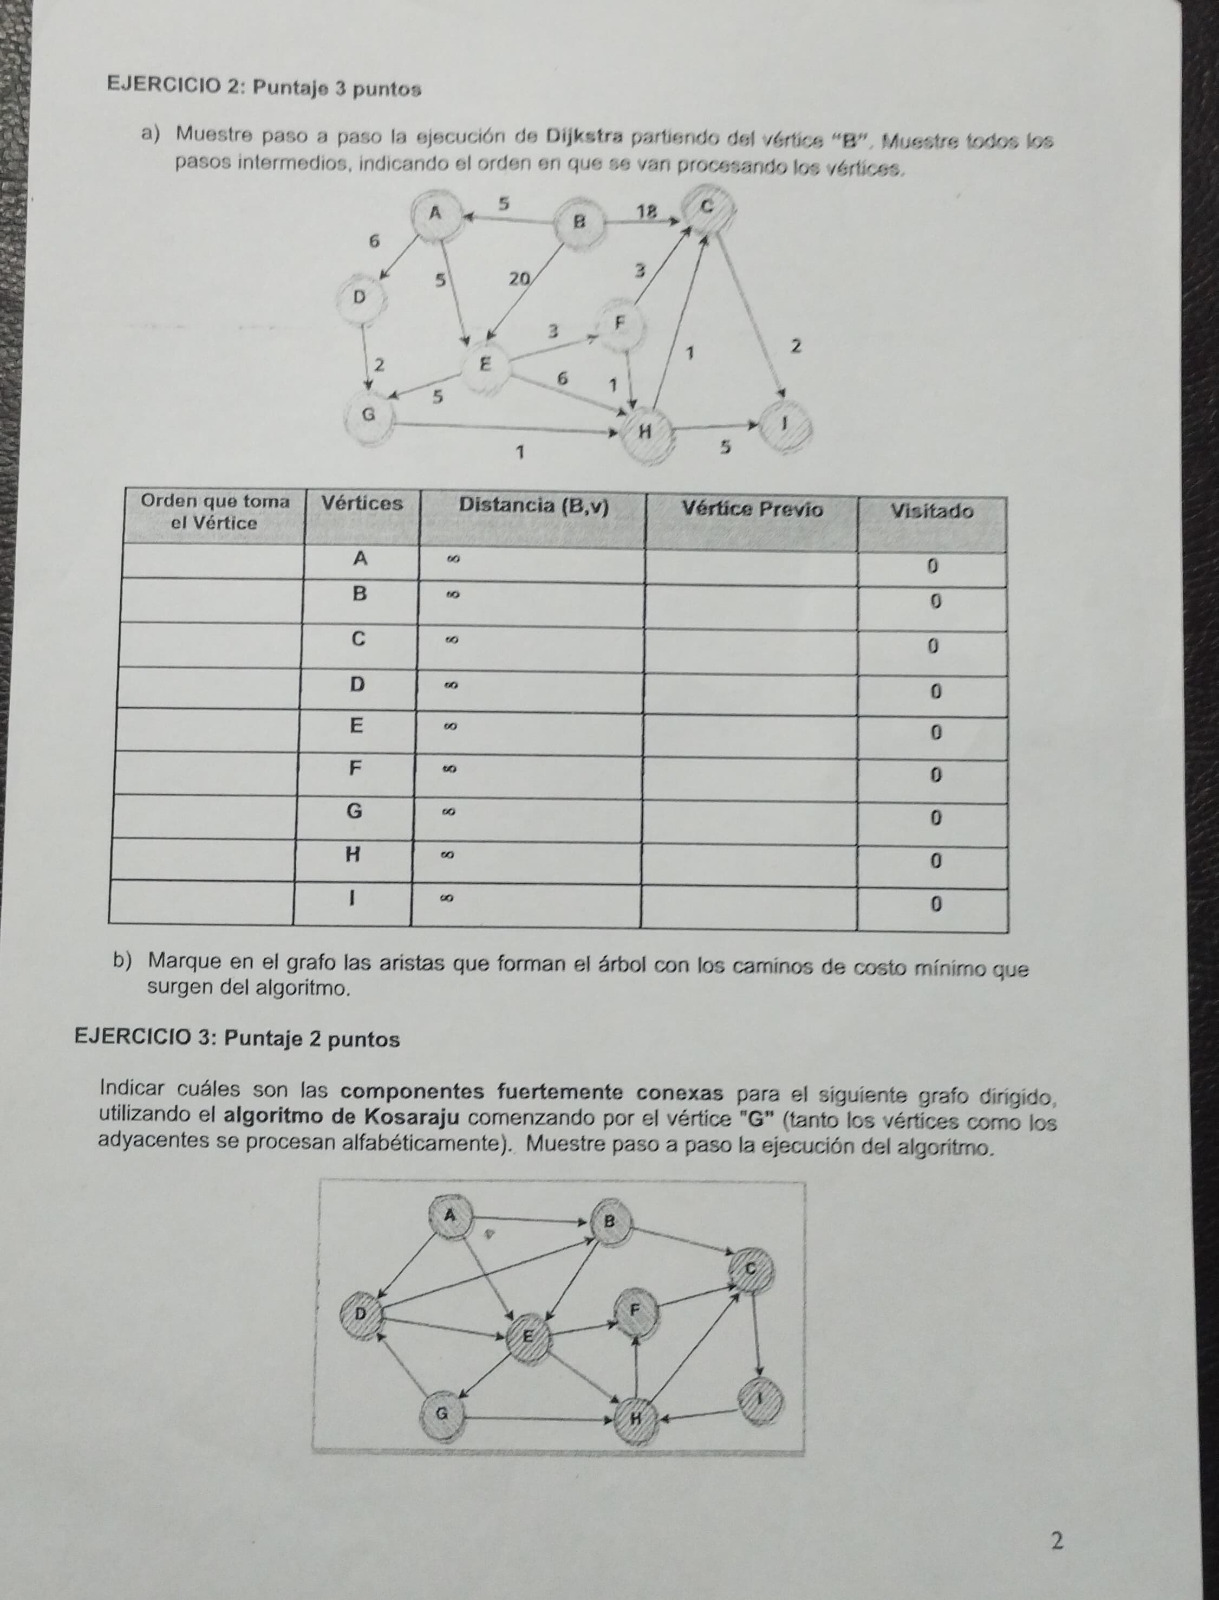 EJERCICIO 2: Puntaje 3 puntos
a) Muestre paso a paso la ejecución de Dijkstra partiendo del vértice “B”. Muestre todos los
pasos intermedios, indicando el orden en que se van procesando los vértices.
A 5 B 18 C
6 5 20 3
D F
3
2 E 6 1 1 2
5
G H I
1 5
Orden que toma el Vértice Vértices Distancia (B,v) Vértice Previo Visitado
A ∞ 0
B ∞ 0
C ∞ 0
D ∞ 0
E ∞ 0
F ∞ 0
G ∞ 0
H ∞ 0
I ∞ 0
b) Marque en el grafo las aristas que forman el árbol con los caminos de costo mínimo que
surgen del algoritmo.
EJERCICIO 3: Puntaje 2 puntos
Indicar cuáles son las componentes fuertemente conexas para el siguiente grafo dirigido,
utilizando el algoritmo de Kosaraju comenzando por el vértice "G" (tanto los vértices como los
adyacentes se procesan alfabéticamente). Muestre paso a paso la ejecución del algoritmo.
A B
C
D E F
G H I
2